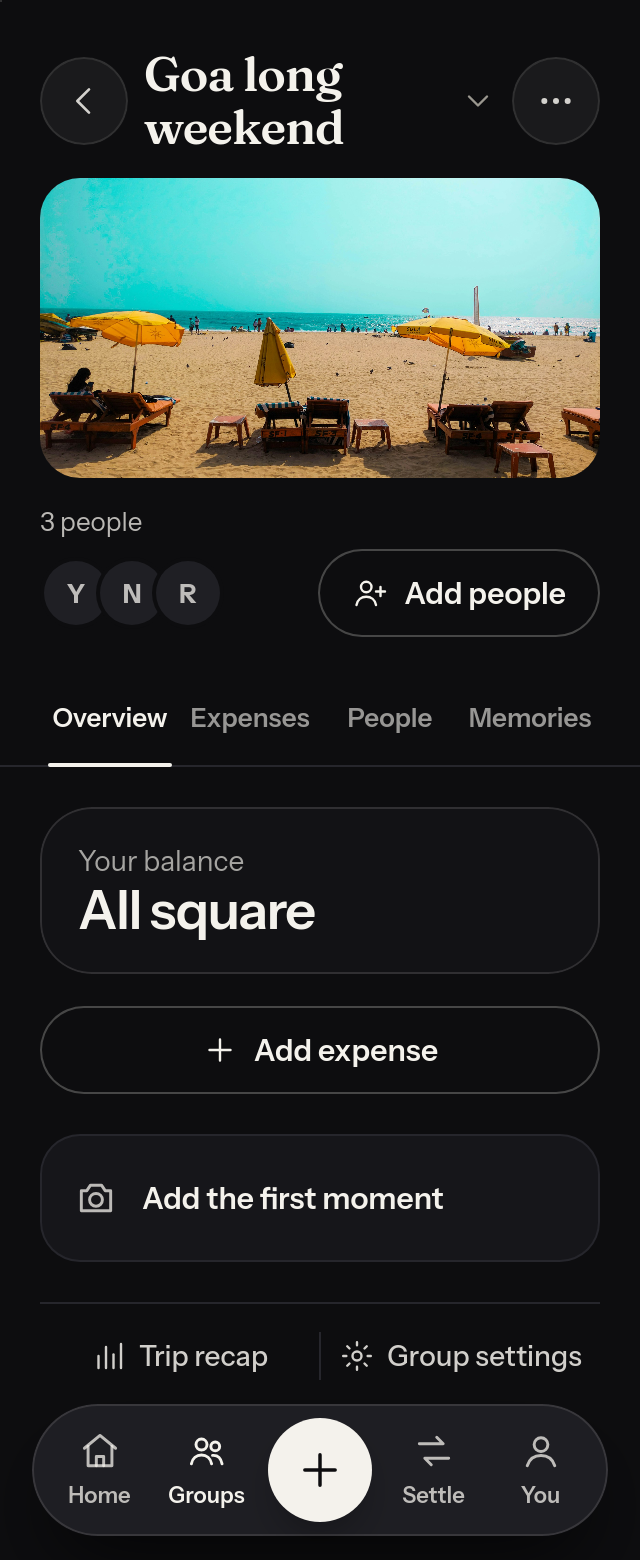 Goa long
weekend
3 people
Y N R
Add people
Overview Expenses People Memories
Your balance
All square
Add expense
Add the first moment
Trip recap
Group settings
Home Groups Settle You